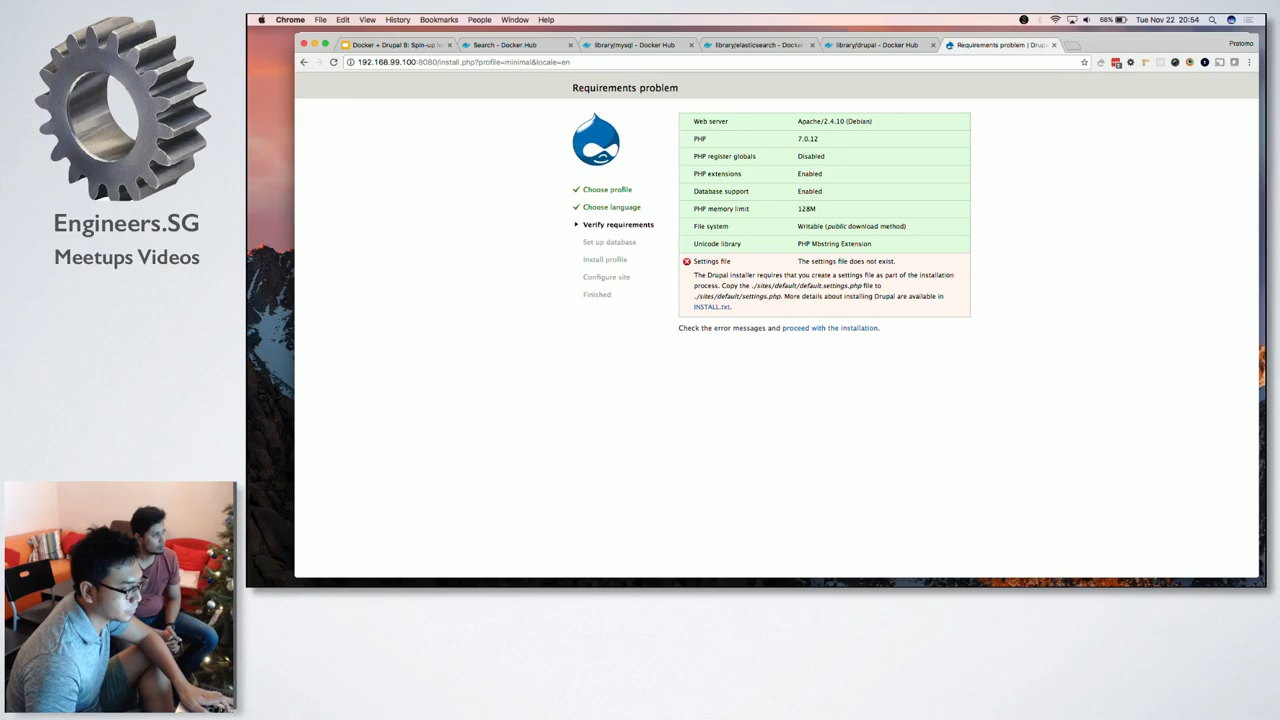 Engineers.SG
Meetups Videos
Chrome File Edit View History Bookmarks People Window Help
68% Tue Nov 22 20:54
Docker + Drupal 8: Spin-up
Search - Docker Hub
library/mysql - Docker Hub
library/elasticsearch - Docker
library/drupal - Docker Hub
Requirements problem | Drup
Pratomo
192.168.99.100:8080/install.php?profile=minimal&locale=en
Requirements problem
Choose profile
Choose language
Verify requirements
Set up database
Install profile
Configure site
Finished
Web server Apache/2.4.10 (Debian)
PHP 7.0.12
PHP register globals Disabled
PHP extensions Enabled
Database support Enabled
PHP memory limit 128M
File system Writable (public download method)
Unicode library PHP Mbstring Extension
Settings file The settings file does not exist.
The Drupal installer requires that you create a settings file as part of the installation
process. Copy the ./sites/default/default.settings.php file to
./sites/default/settings.php. More details about installing Drupal are available in
INSTALL.txt.
Check the error messages and proceed with the installation.